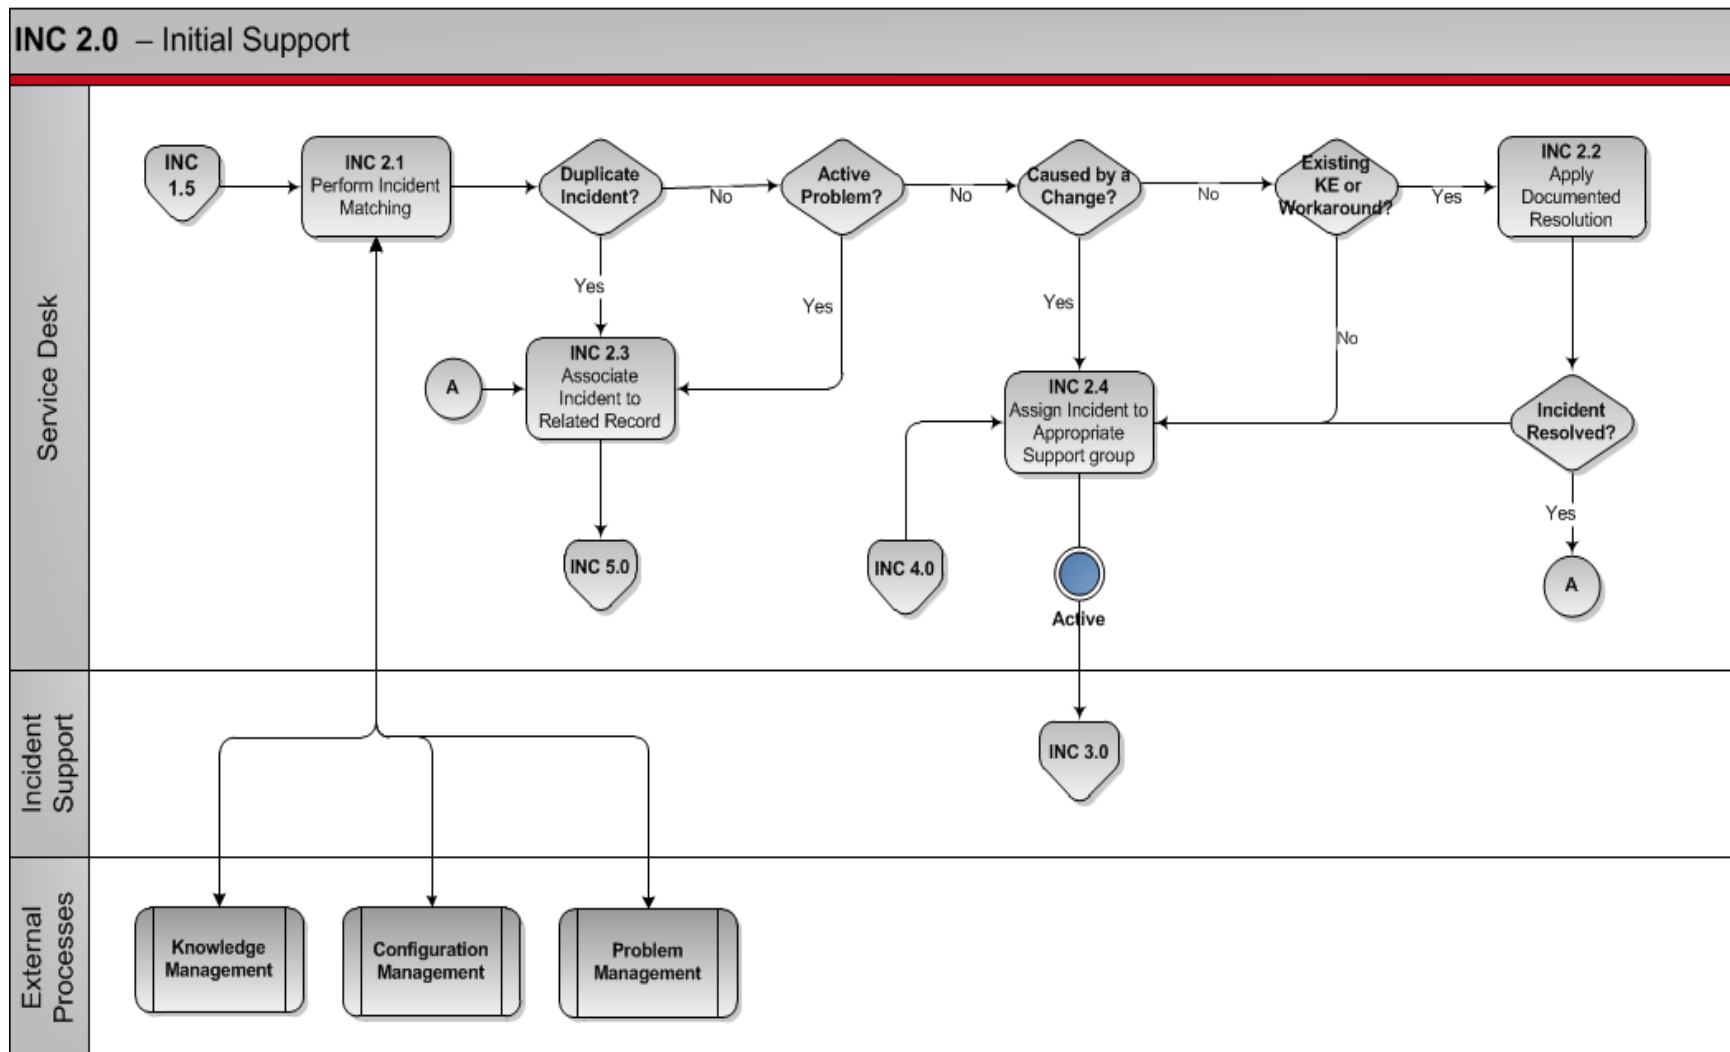 INC 2.0 – Initial Support
Service Desk
INC
1.5
INC 2.1
Perform Incident
Matching
Duplicate
Incident?
No
Active
Problem?
No
Caused by a
Change?
No
Existing
KE or
Workaround?
Yes
INC 2.2
Apply
Documented
Resolution
Yes
Yes
Yes
No
A
INC 2.3
Associate
Incident to
Related Record
INC 2.4
Assign Incident to
Appropriate
Support group
Incident
Resolved?
Yes
INC 5.0
INC 4.0
Active
A
Incident
Support
INC 3.0
External
Processes
Knowledge
Management
Configuration
Management
Problem
Management